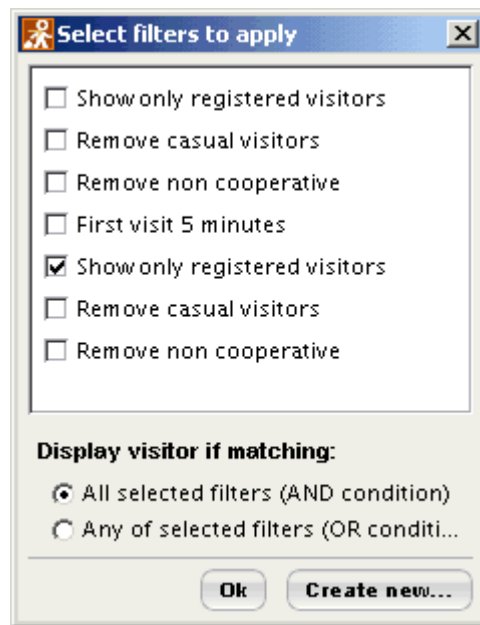 Select filters to apply
Show only registered visitors
Remove casual visitors
Remove non cooperative
First visit 5 minutes
Show only registered visitors
Remove casual visitors
Remove non cooperative
Display visitor if matching:
All selected filters (AND condition)
Any of selected filters (OR conditi...
Ok Create new...